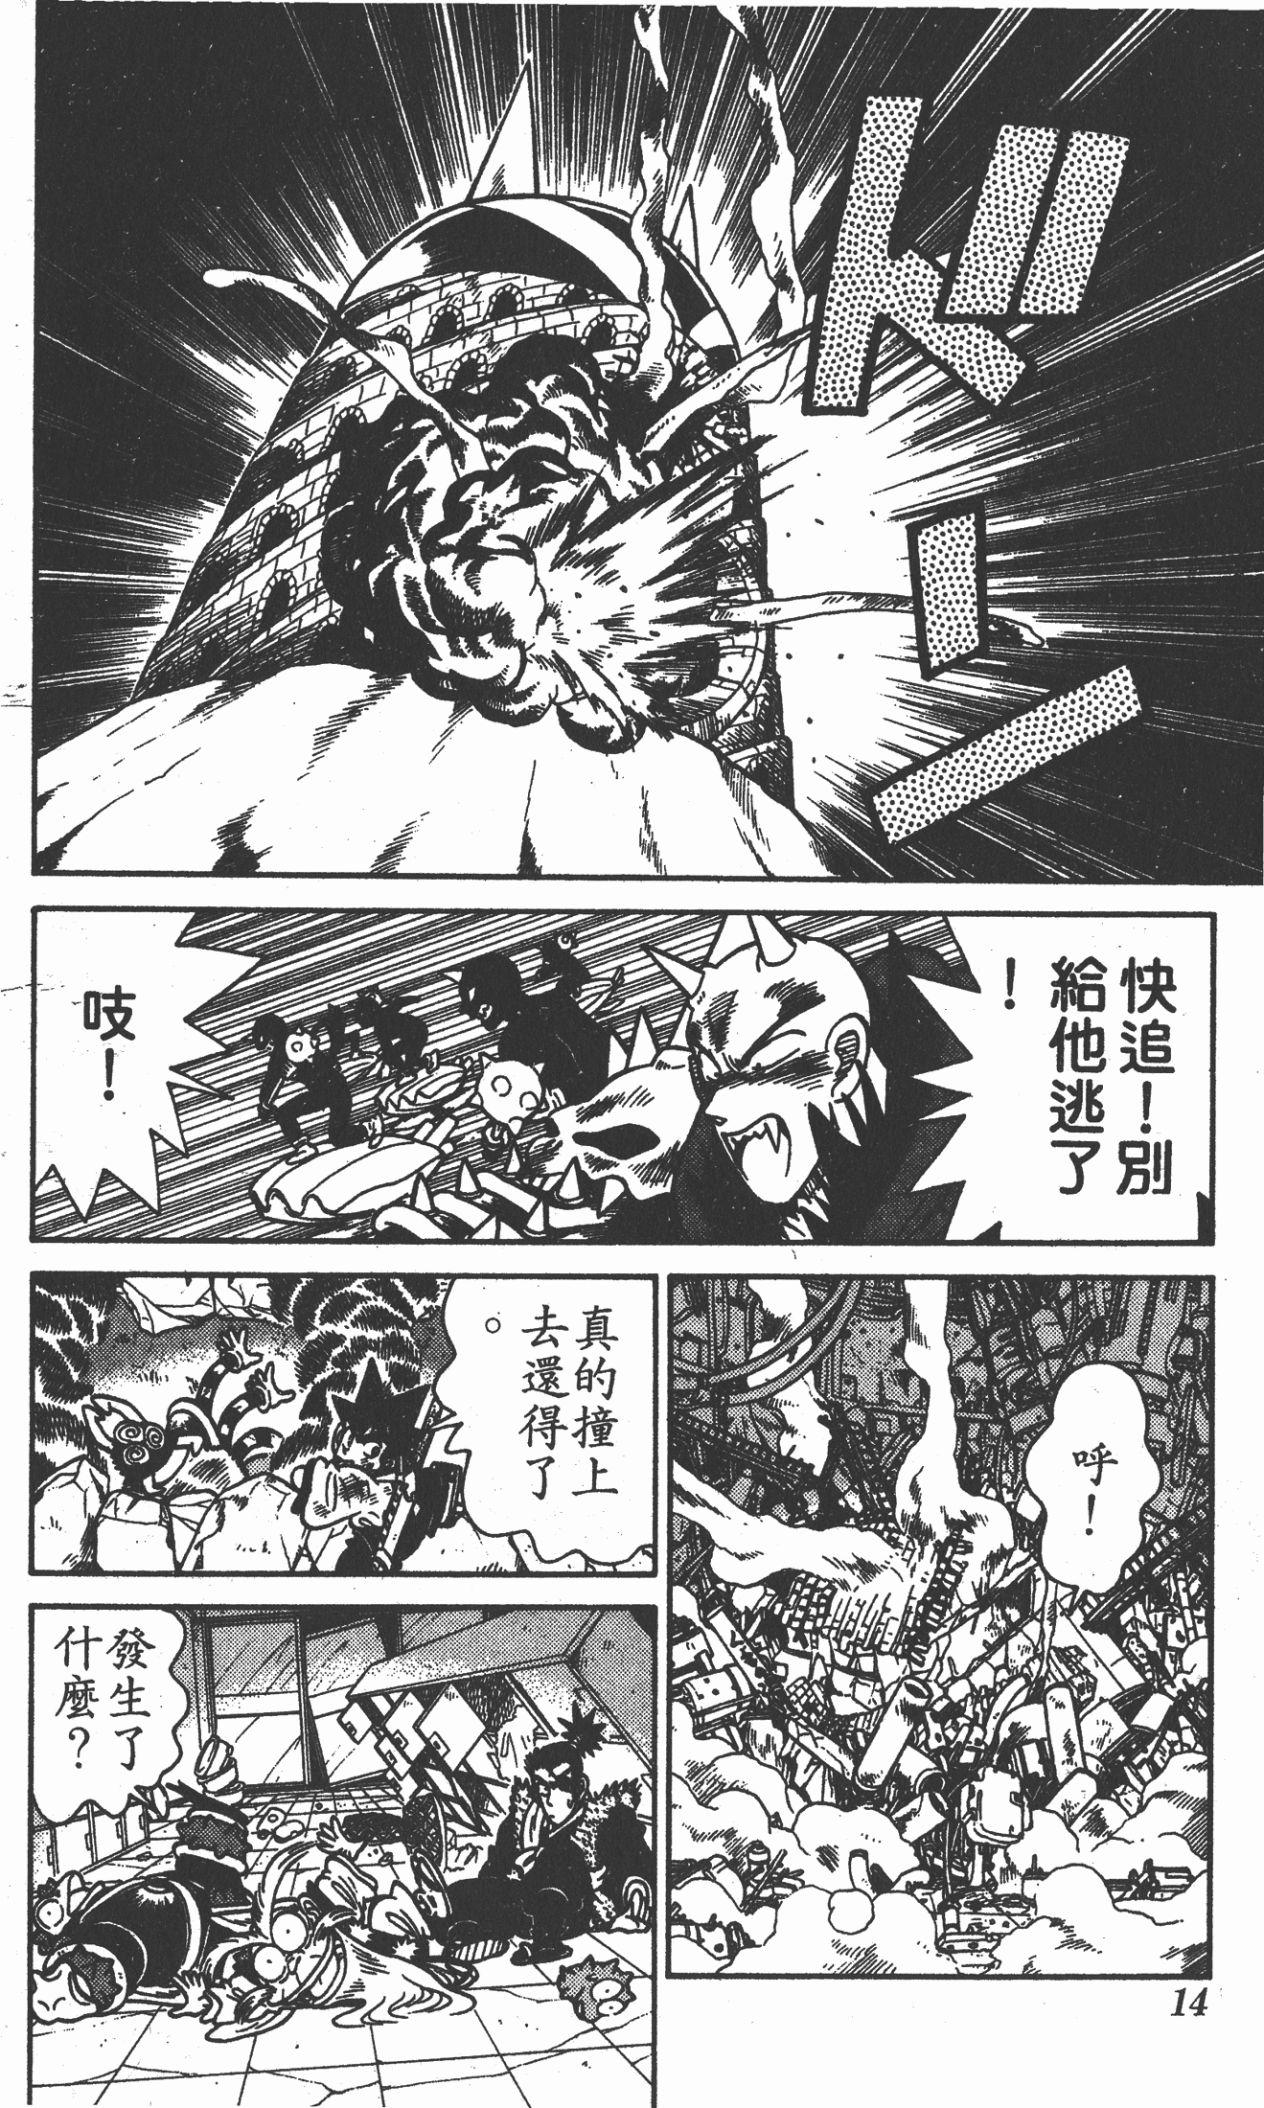 ドーン
快追！別
給他逃了
！
吱！
呼！
真的撞上
去還得了
。
發生了
什麼？
14